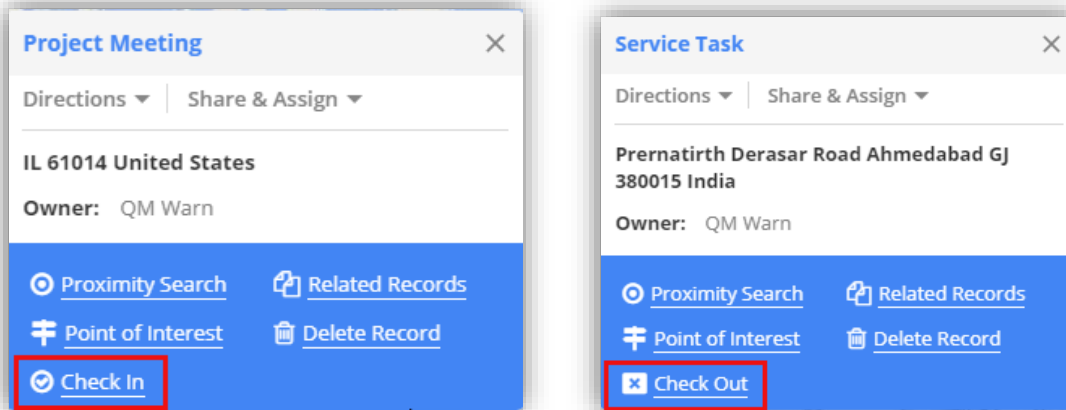 Project Meeting
Directions
Share & Assign
IL 61014 United States
Owner: QM Warn
Proximity Search
Related Records
Point of Interest
Delete Record
Check In
Service Task
Directions
Share & Assign
Prernatirth Derasar Road Ahmedabad GJ
380015 India
Owner: QM Warn
Proximity Search
Related Records
Point of Interest
Delete Record
Check Out